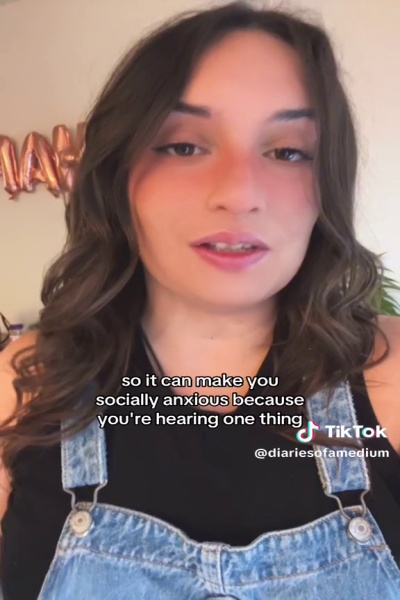 so it can make you
socially anxious because
you're hearing one thing
TikTok
@diariesofamedium